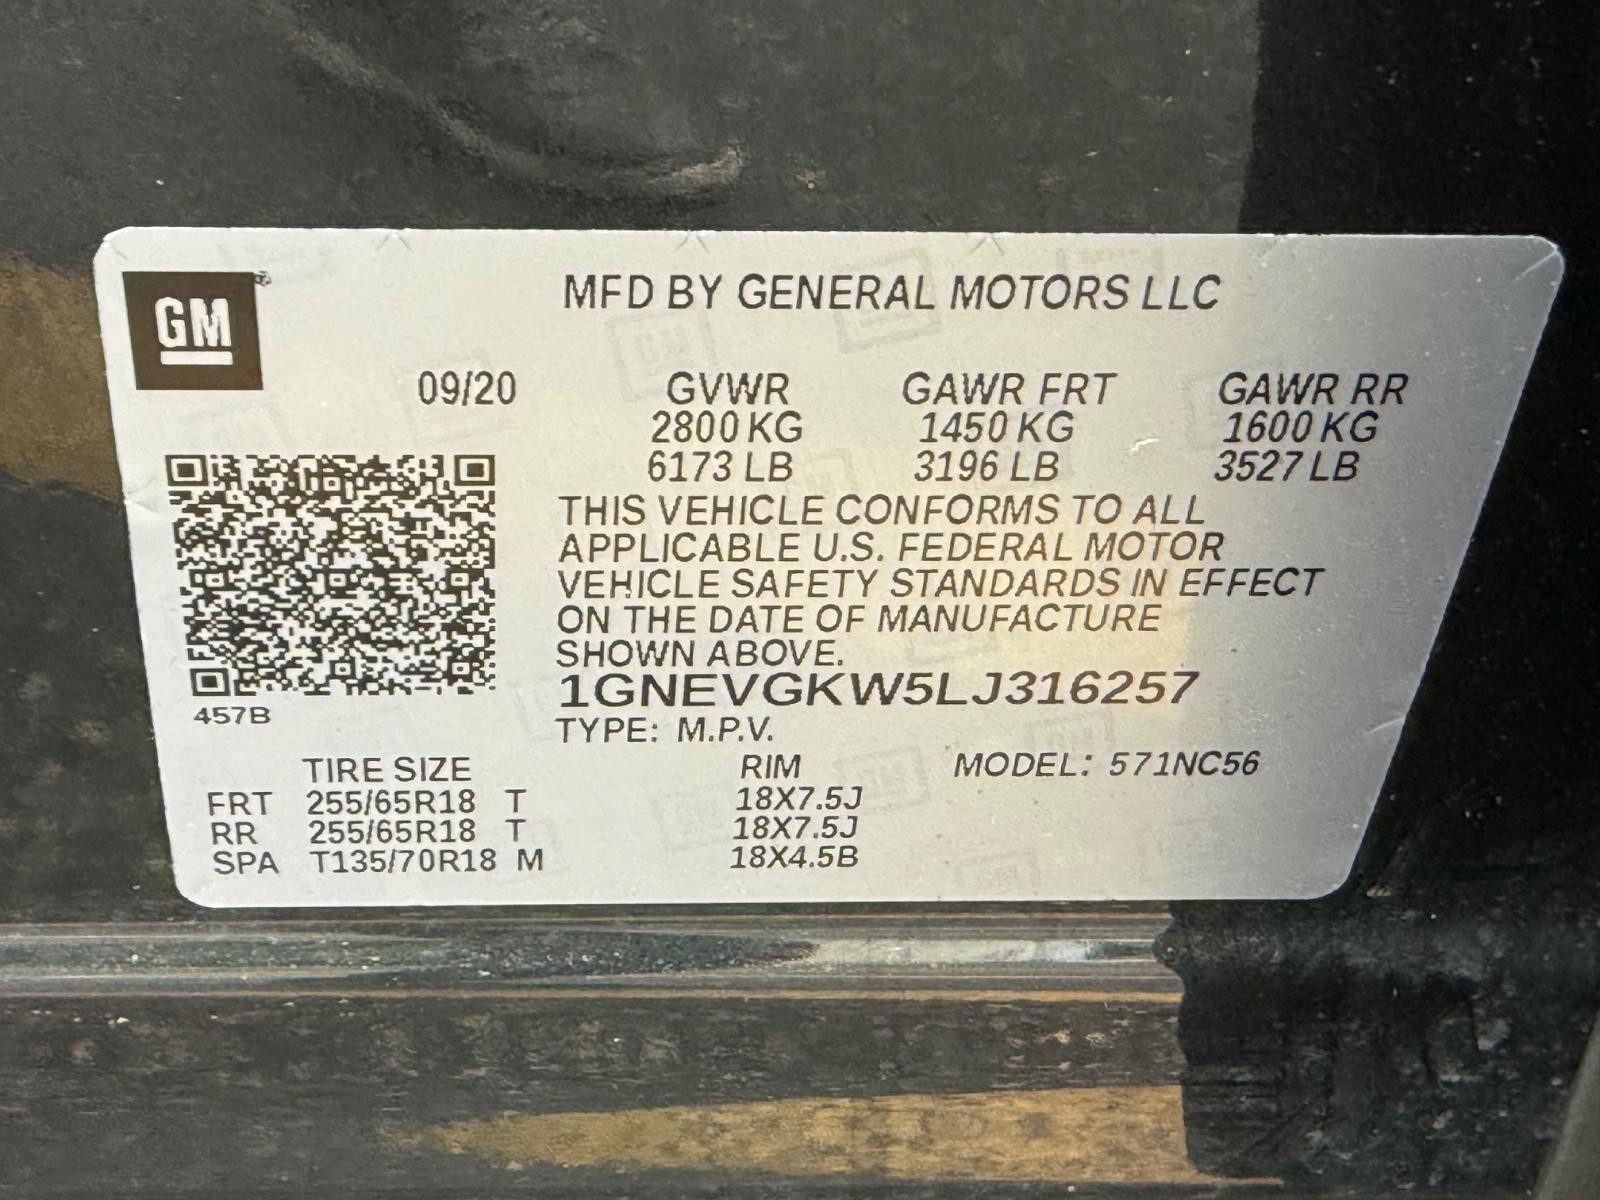 GM ®
MFD BY GENERAL MOTORS LLC
09/20 GVWR GAWR FRT GAWR RR
2800 KG 1450 KG 1600 KG
6173 LB 3196 LB 3527 LB
THIS VEHICLE CONFORMS TO ALL
APPLICABLE U.S. FEDERAL MOTOR
VEHICLE SAFETY STANDARDS IN EFFECT
ON THE DATE OF MANUFACTURE
SHOWN ABOVE.
1GNEVGKW5LJ316257
457B
TYPE: M.P.V.
TIRE SIZE RIM MODEL: 571NC56
FRT 255/65R18 T 18X7.5J
RR 255/65R18 T 18X7.5J
SPA T135/70R18 M 18X4.5B